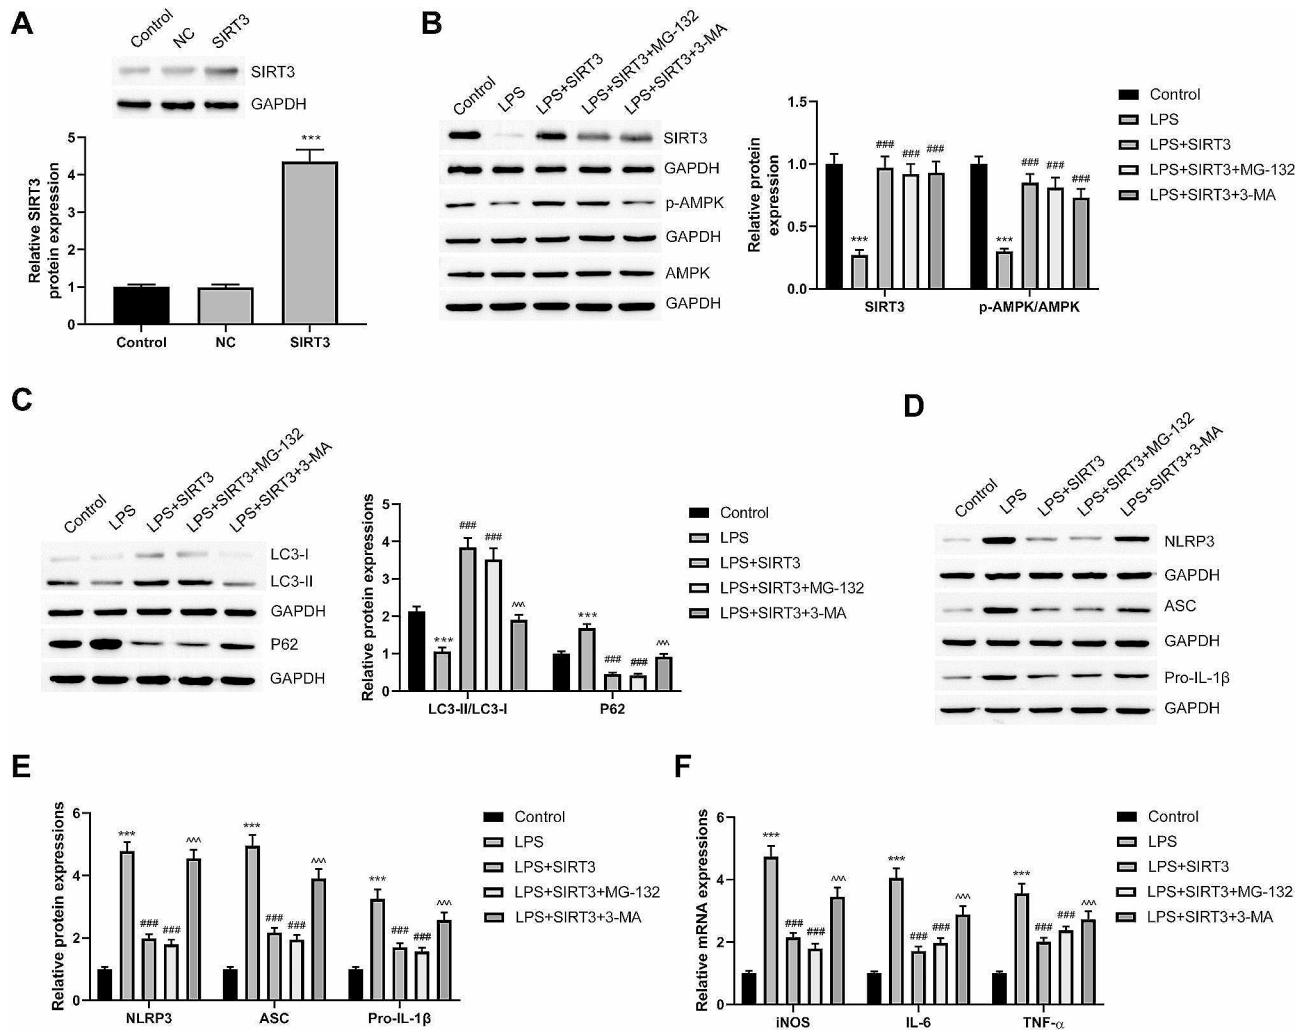 A
Control
NC
SIRT3
SIRT3
GAPDH
Relative SIRT3
protein expression
5
4
3
2
1
0
***
Control NC SIRT3
B
Control
LPS
LPS+SIRT3
LPS+SIRT3+MG-132
LPS+SIRT3+3-MA
SIRT3
GAPDH
p-AMPK
GAPDH
AMPK
GAPDH
Relative protein
expression
1.5
1.0
0.5
0.0
*** ### ### ### *** ### ### ###
SIRT3 p-AMPK/AMPK
Control
LPS
LPS+SIRT3
LPS+SIRT3+MG-132
LPS+SIRT3+3-MA
C
Control
LPS
LPS+SIRT3
LPS+SIRT3+MG-132
LPS+SIRT3+3-MA
LC3-I
LC3-II
GAPDH
P62
GAPDH
Relative protein expressions
5
4
3
2
1
0
*** ### ### ^^^ *** ### ### ^^^
LC3-II/LC3-I P62
Control
LPS
LPS+SIRT3
LPS+SIRT3+MG-132
LPS+SIRT3+3-MA
D
Control
LPS
LPS+SIRT3
LPS+SIRT3+MG-132
LPS+SIRT3+3-MA
NLRP3
GAPDH
ASC
GAPDH
Pro-IL-1β
GAPDH
E
Relative protein expressions
6
4
2
0
*** ### ### ^^^ *** ### ### ^^^ *** ### ### ^^^
NLRP3 ASC Pro-IL-1β
Control
LPS
LPS+SIRT3
LPS+SIRT3+MG-132
LPS+SIRT3+3-MA
F
Relative mRNA expressions
6
4
2
0
*** ### ### ^^^ *** ### ### ^^^ *** ### ### ^^^
iNOS IL-6 TNF-α
Control
LPS
LPS+SIRT3
LPS+SIRT3+MG-132
LPS+SIRT3+3-MA